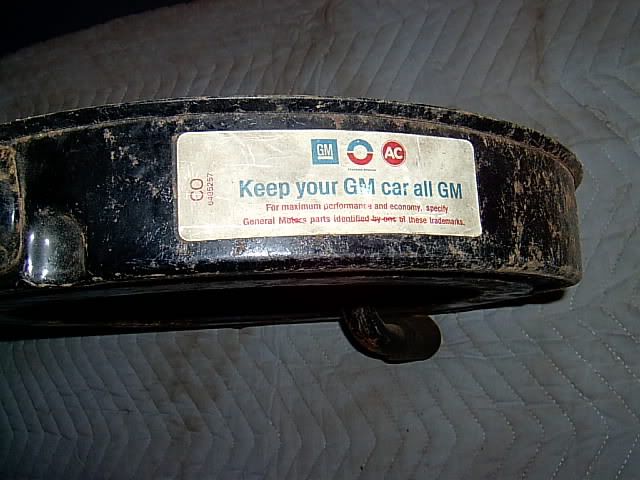 GM AC
Keep your GM car all GM
For maximum performance and economy, specify
General Motors parts identified by one of these trademarks.
CO